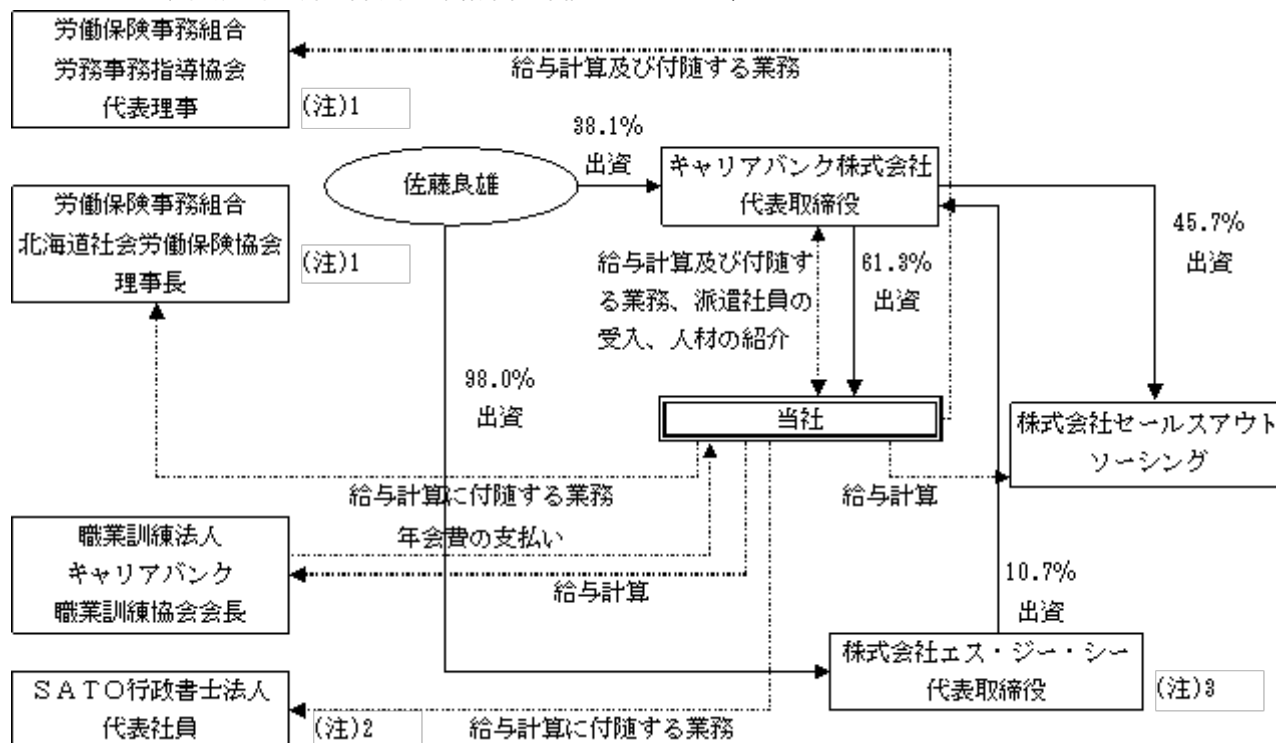 労働保険事務組合
労務事務指導協会
代表理事
(注)1
給与計算及び付随する業務
38.1%
出資
佐藤良雄
キャリアバンク株式会社
代表取締役
労働保険事務組合
北海道社会労働保険協会
理事長
(注)1
45.7%
出資
給与計算及び付随す
る業務、派遣社員の
受入、人材の紹介
61.3%
出資
98.0%
出資
当社
株式会社セールスアウト
ソーシング
給与計算に付随する業務
給与計算
年会費の支払い
職業訓練法人
キャリアバンク
職業訓練協会会長
給与計算
10.7%
出資
株式会社エス・ジー・シー
代表取締役
(注)3
SATO行政書士法人
代表社員
(注)2
給与計算に付随する業務